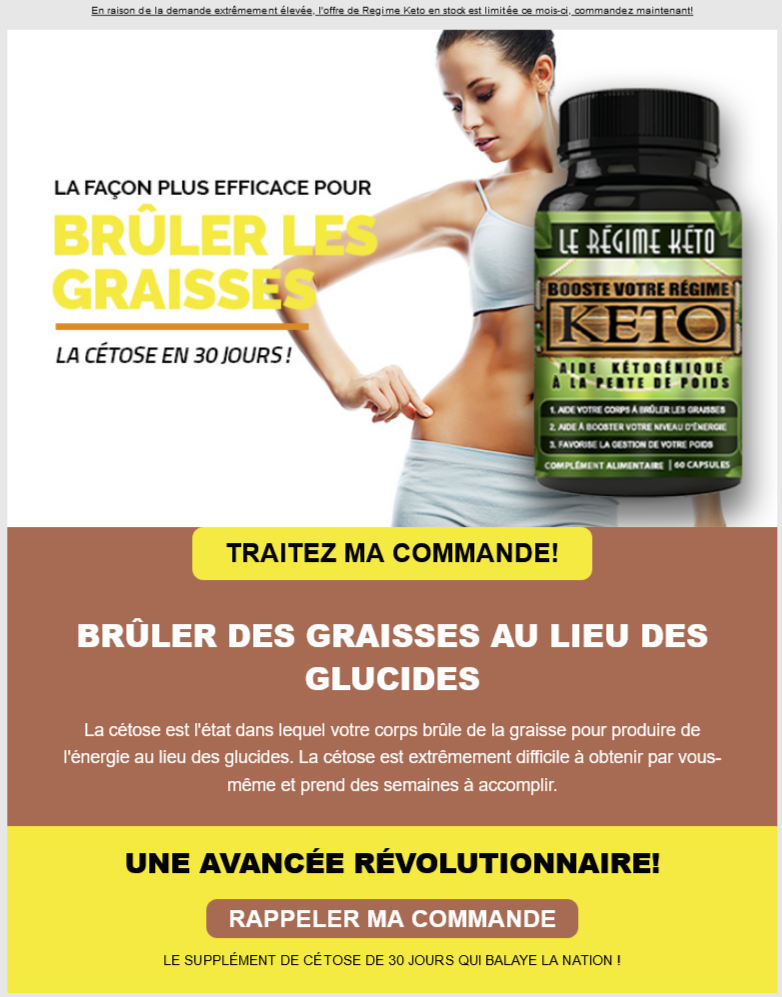 En raison de la demande extrêmement élevée, l'offre de Regime Keto en stock est limitée ce mois-ci, commandez maintenant!
LA FAÇON PLUS EFFICACE POUR
BRÛLER LES
GRAISSES
LA CÉTOSE EN 30 JOURS!
LE RÉGIME KÉTO
BOOSTE VOTRE RÉGIME
KETO
AIDE KÉTOGÉNIQUE
À LA PERTE DE POIDS
1. AIDE VOTRE CORPS À BRÛLER LES GRAISSES
2. AIDE À BOOSTER VOTRE NIVEAU D'ÉNERGIE
3. FAVORISE LA GESTION DE VOTRE POIDS
COMPLÉMENT ALIMENTAIRE | 60 CAPSULES
TRAITEZ MA COMMANDE!
BRÛLER DES GRAISSES AU LIEU DES
GLUCIDES
La cétose est l'état dans lequel votre corps brûle de la graisse pour produire de
l'énergie au lieu des glucides. La cétose est extrêmement difficile à obtenir par vous-
même et prend des semaines à accomplir.
UNE AVANCÉE RÉVOLUTIONNAIRE!
RAPPELER MA COMMANDE
LE SUPPLÉMENT DE CÉTOSE DE 30 JOURS QUI BALAYE LA NATION !